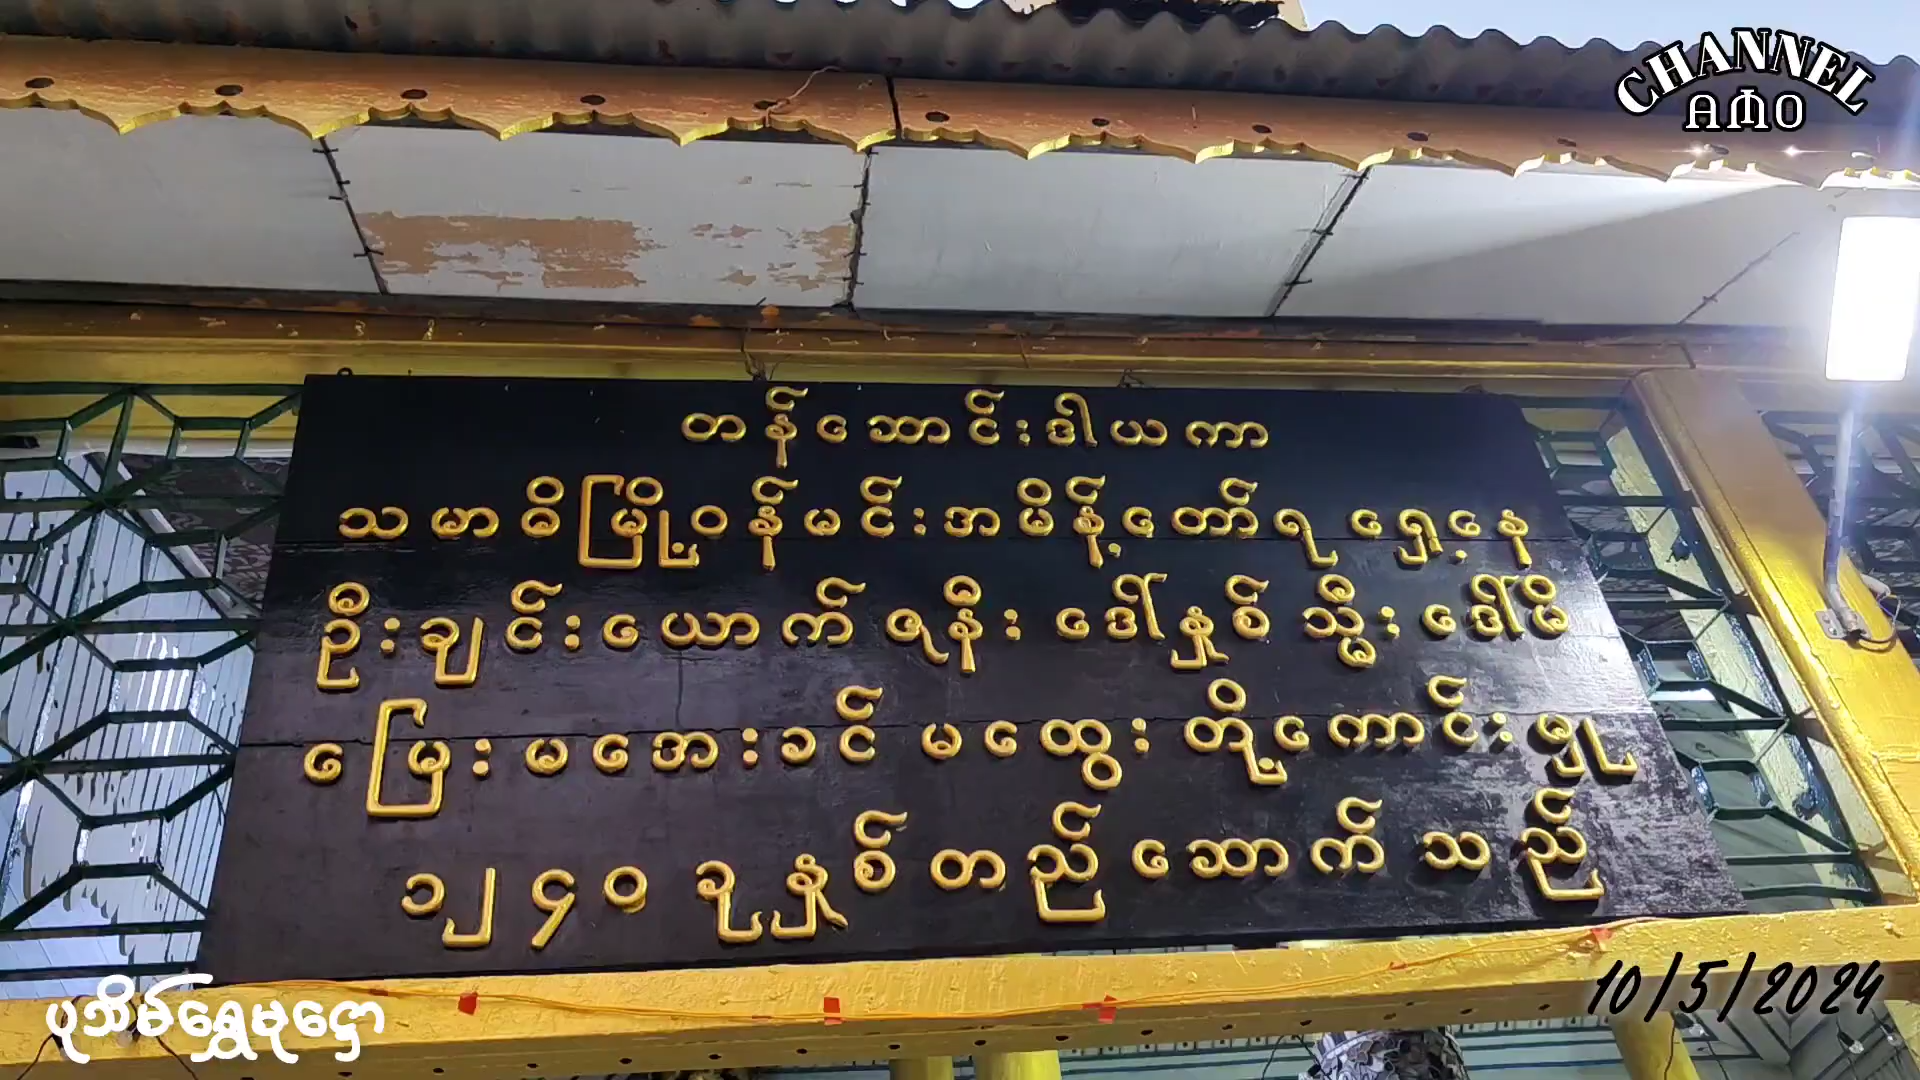 CHANNEL
AMO
တန်ဆောင်းဒါယကာ
သမာဓိမြို့ဝန်မင်းအမိန့်တော်ရ ရှေ့နေ
ဦးချင်းယောက် ဇနီး ဒေါ်နှစ် သ္မီး ဒေါ်မိ
မြေး မအေးခင် မထွေး တို့ကောင်းမှု
၁၂၄၀ ခုနှစ် တည်ဆောက်သည်
ပုသိမ်ရွှေမုဌော
10/5/2024